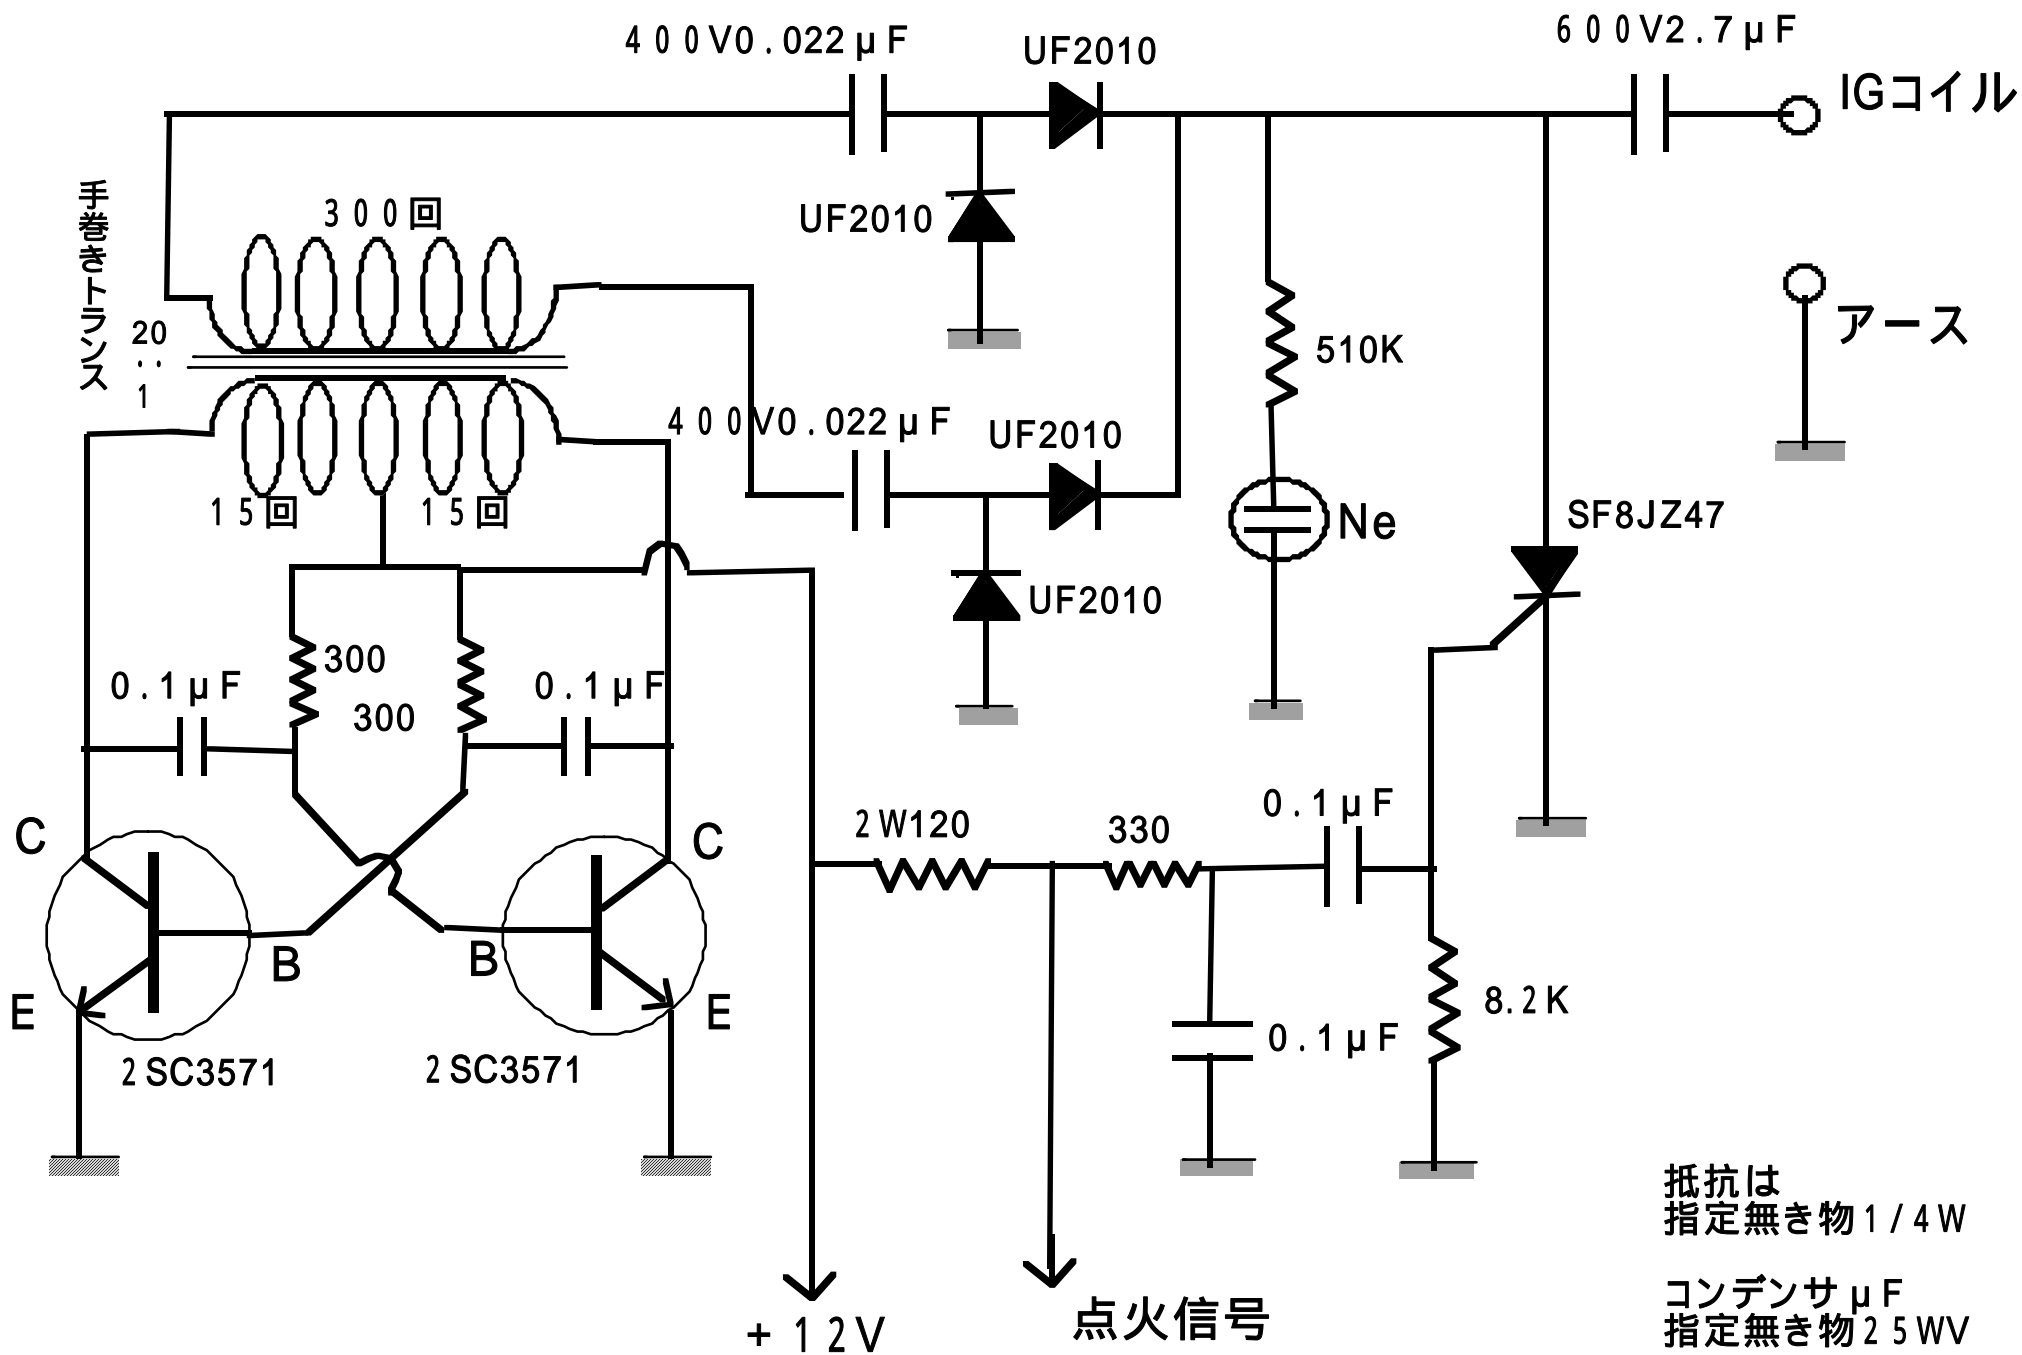 400V0.022μF
UF2010
600V2.7μF
IGコイル
手巻きトランス
300回
UF2010
20
:
1
510K
アース
400V0.022μF
UF2010
15回
15回
Ne
SF8JZ47
UF2010
300
0.1μF
0.1μF
300
C
C
2W120
330
0.1μF
B
B
E
E
8.2K
0.1μF
2SC3571
2SC3571
+12V
点火信号
抵抗は
指定無き物1/4W
コンデンサμF
指定無き物25WV